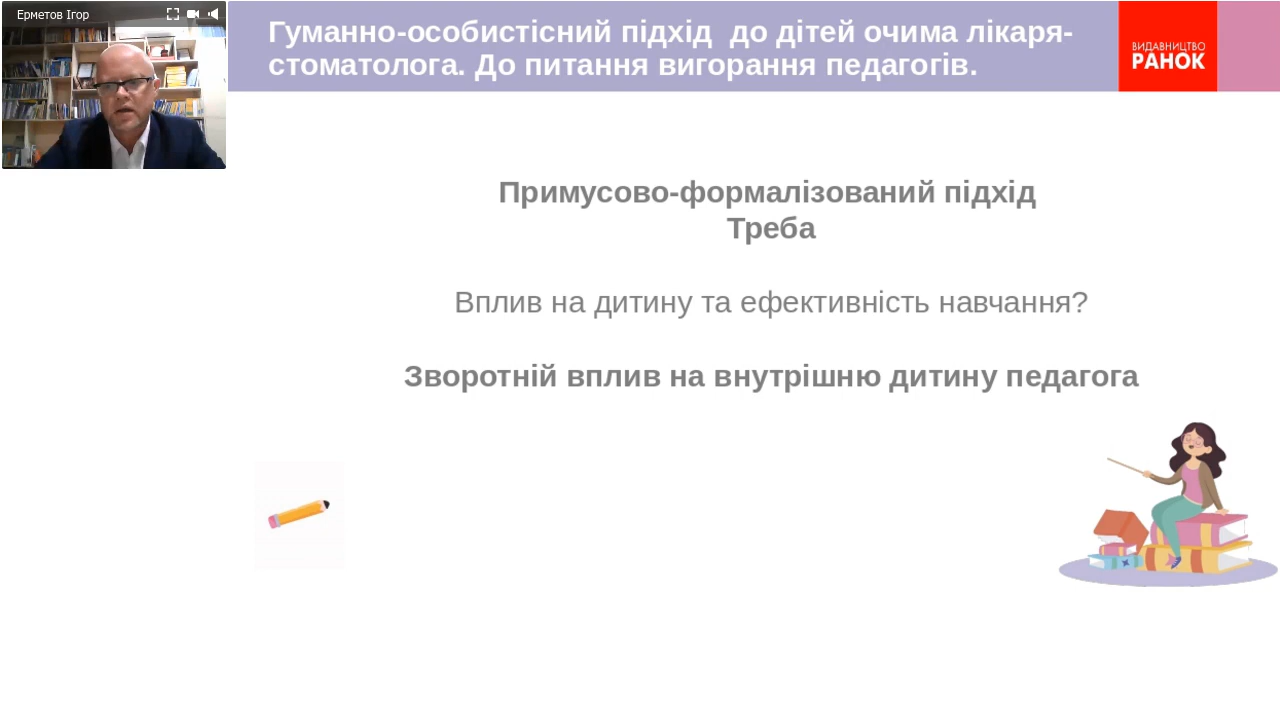 Ерметов Ігор
Гуманно-особистісний підхід  до дітей очима лікаря-
стоматолога. До питання вигорання педагогів.
ВИДАВНИЦТВО
РАНОК
Примусово-формалізований підхід
Треба
Вплив на дитину та ефективність навчання?
Зворотній вплив на внутрішню дитину педагога